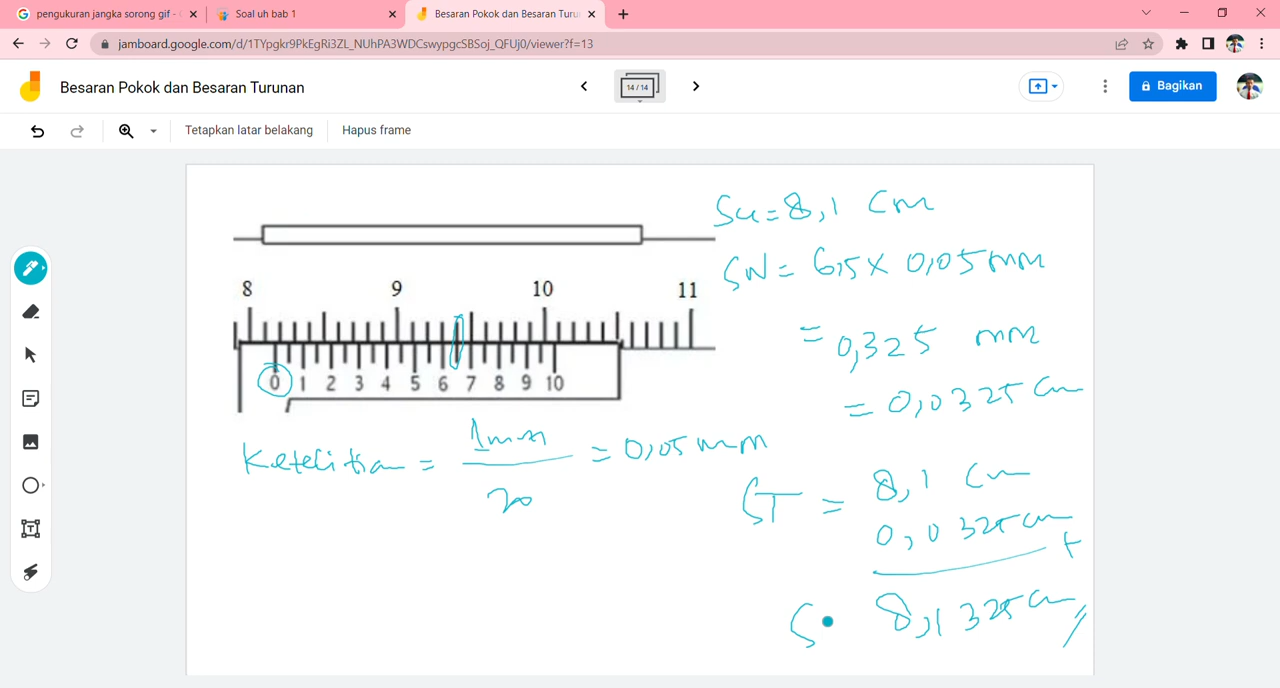 pengukuran jangka sorong gif -
Soal uh bab 1
Besaran Pokok dan Besaran Turu
jamboard.google.com/d/1TYpgkr9PkEgRi3ZL_NUhPA3WDCswypgcSBSoj_QFUj0/viewer?f=13
Besaran Pokok dan Besaran Turunan
14 / 14
Bagikan
Tetapkan latar belakang
Hapus frame
8 9 10 11
0 1 2 3 4 5 6 7 8 9 10
Ketelitian = 1mm / 20 = 0,05 mm
Su = 8,1 cm
SN = 6,5 x 0,05 mm
= 0,325 mm
= 0,0325 cm
ST = 8,1 cm
0,0325 cm +
8,1325 cm //
S